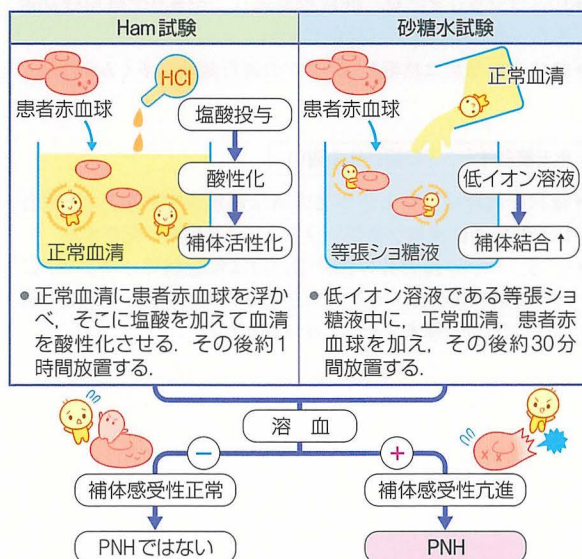 Ham試験
砂糖水試験
HCl
患者赤血球
塩酸投与
酸性化
補体活性化
正常血清
正常血清
患者赤血球
低イオン溶液
補体結合↑
等張ショ糖液
● 正常血清に患者赤血球を浮か
べ，そこに塩酸を加えて血清
を酸性化させる．その後約1
時間放置する．
● 低イオン溶液である等張ショ
糖液中に，正常血清，患者赤
血球を加え，その後約30分
間放置する．
溶血
−
+
補体感受性正常
補体感受性亢進
PNHではない
PNH